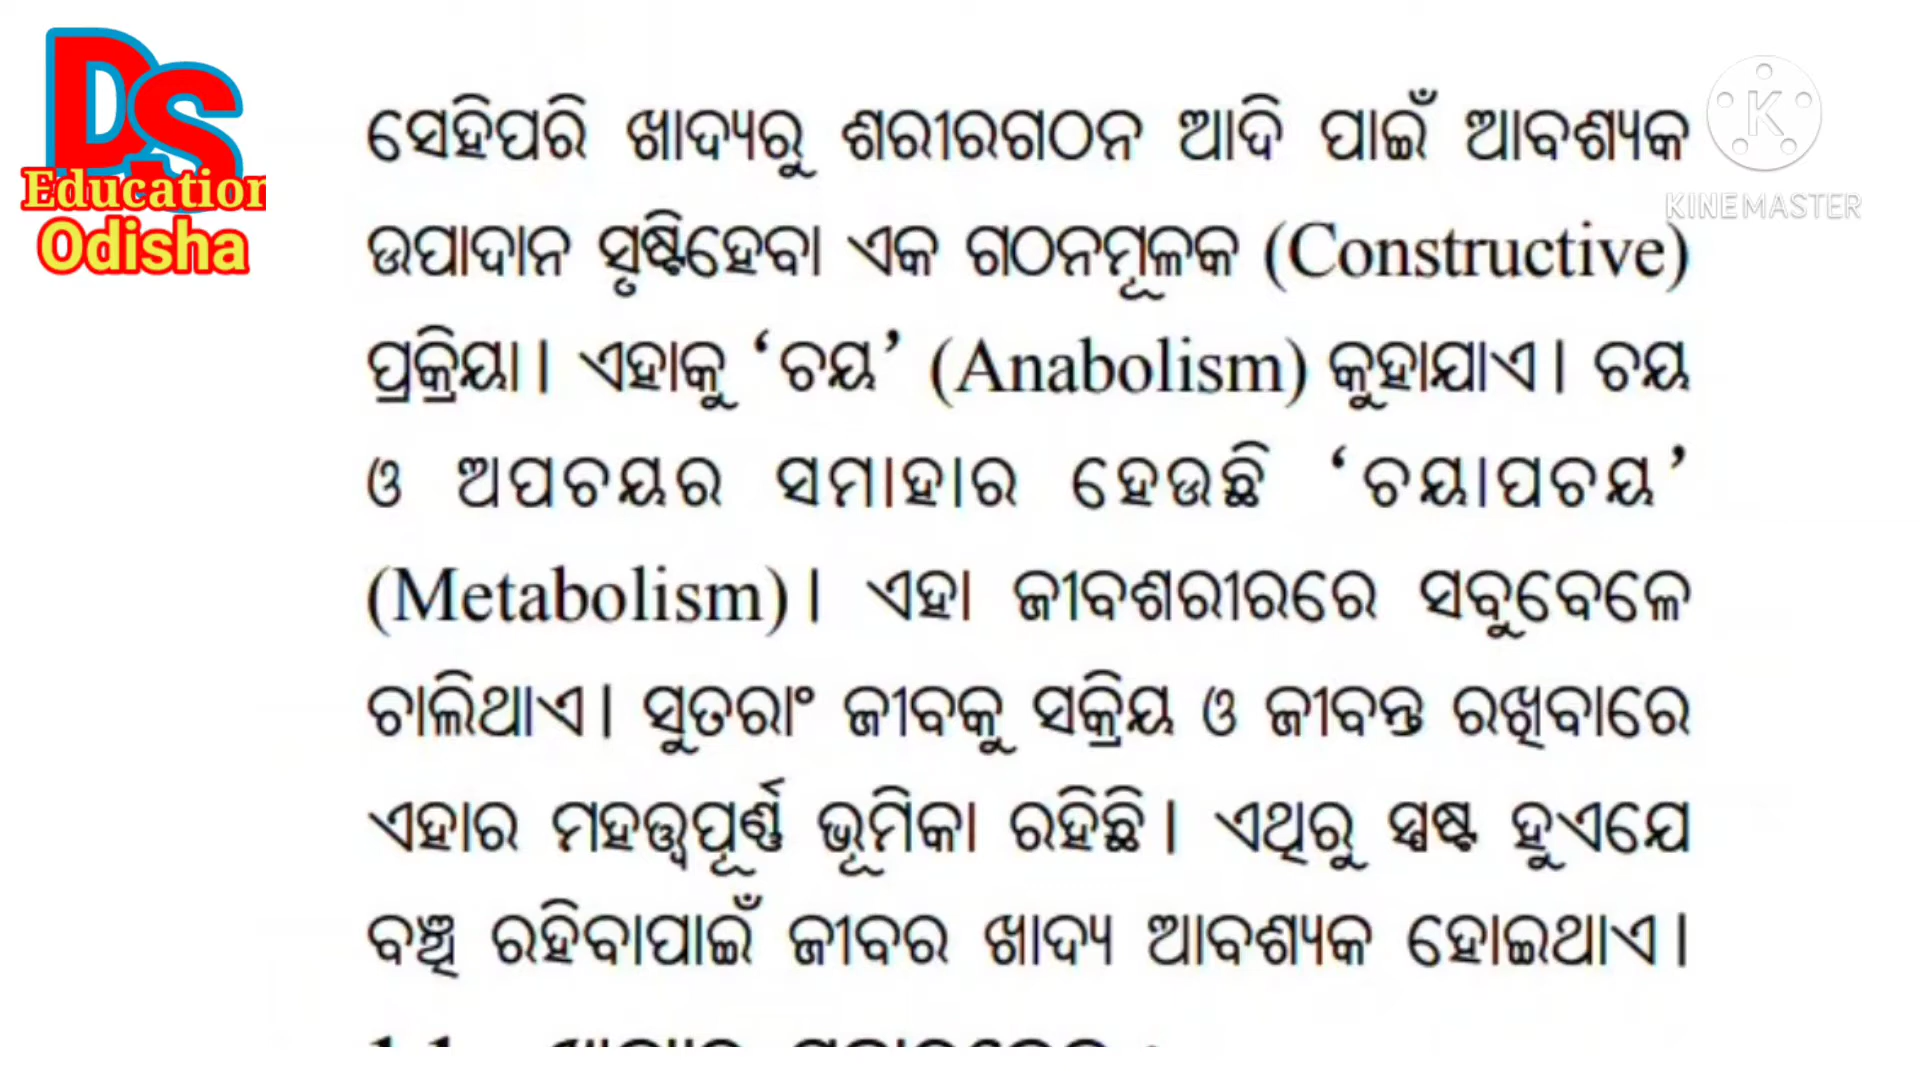 DS
Education
Odisha
K
KINEMASTER
ସେହିପରି ଖାଦ୍ୟରୁ ଶରୀରଗଠନ ଆଦି ପାଇଁ ଆବଶ୍ୟକ
ଉପାଦାନ ସୃଷ୍ଟିହେବା ଏକ ଗଠନମୂଳକ (Constructive)
ପ୍ରକ୍ରିୟା। ଏହାକୁ ‘ଚୟ’ (Anabolism) କୁହାଯାଏ। ଚୟ
ଓ ଅପଚୟର ସମାହାର ହେଉଛି ‘ଚୟାପଚୟ’
(Metabolism)। ଏହା ଜୀବଶରୀରରେ ସବୁବେଳେ
ଚାଲିଥାଏ। ସୁତରାଂ ଜୀବକୁ ସକ୍ରିୟ ଓ ଜୀବନ୍ତ ରଖିବାରେ
ଏହାର ମହତ୍ତ୍ୱପୂର୍ଣ୍ଣ ଭୂମିକା ରହିଛି। ଏଥିରୁ ସ୍ପଷ୍ଟ ହୁଏଯେ
ବଞ୍ଚି ରହିବାପାଇଁ ଜୀବର ଖାଦ୍ୟ ଆବଶ୍ୟକ ହୋଇଥାଏ।